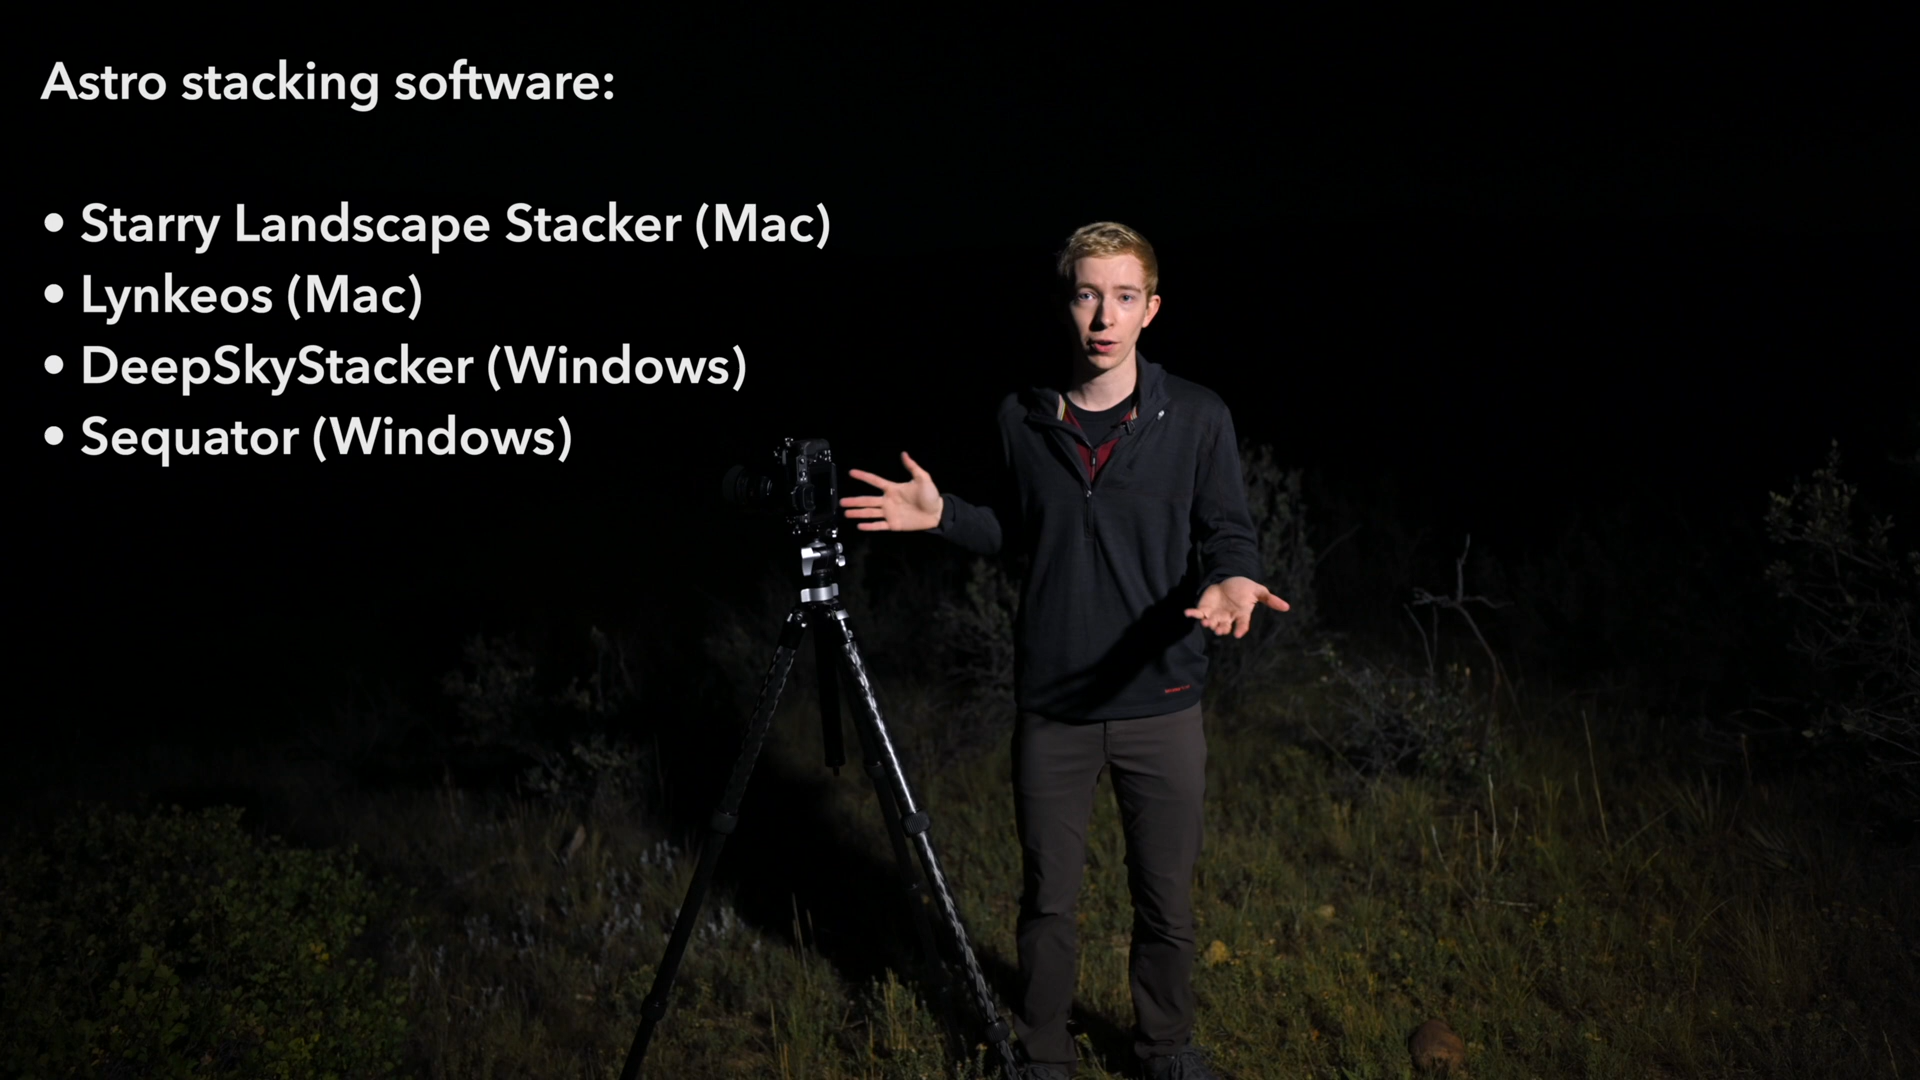 Astro stacking software:
• Starry Landscape Stacker (Mac)
• Lynkeos (Mac)
• DeepSkyStacker (Windows)
• Sequator (Windows)